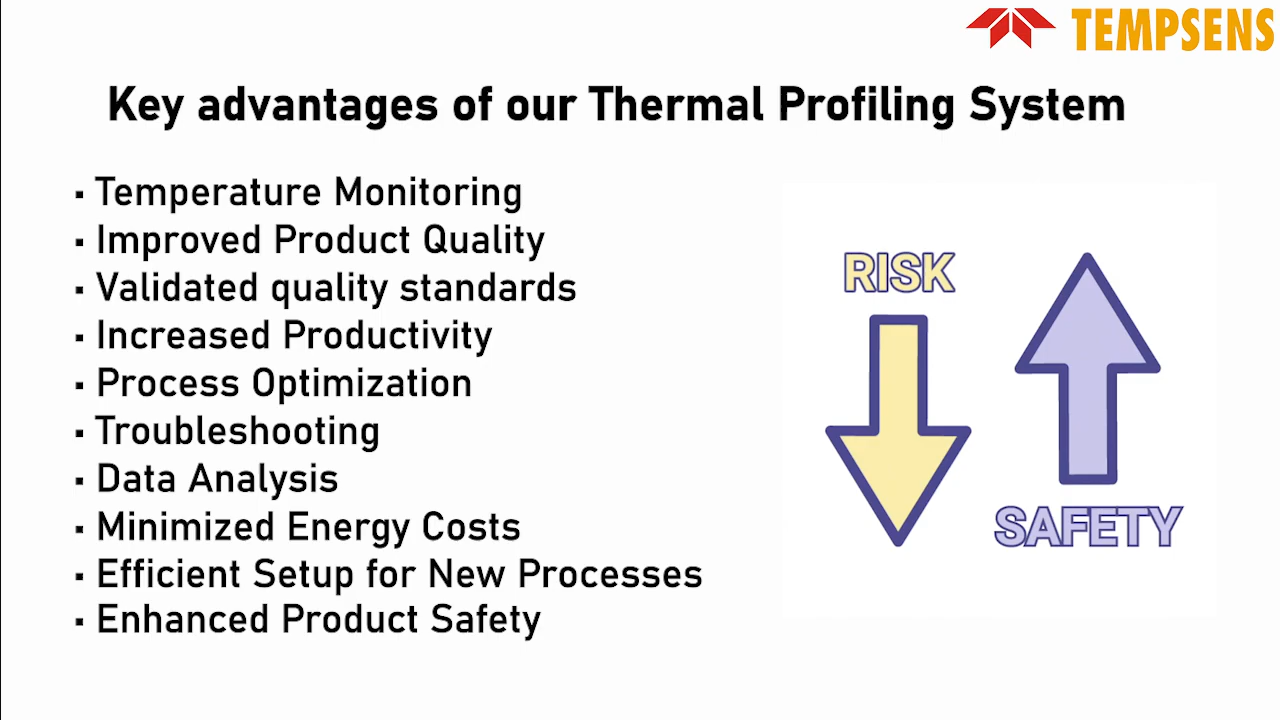 TEMPSENS
Key advantages of our Thermal Profiling System
▪ Temperature Monitoring
▪ Improved Product Quality
▪ Validated quality standards
▪ Increased Productivity
▪ Process Optimization
▪ Troubleshooting
▪ Data Analysis
▪ Minimized Energy Costs
▪ Efficient Setup for New Processes
▪ Enhanced Product Safety
RISK
SAFETY